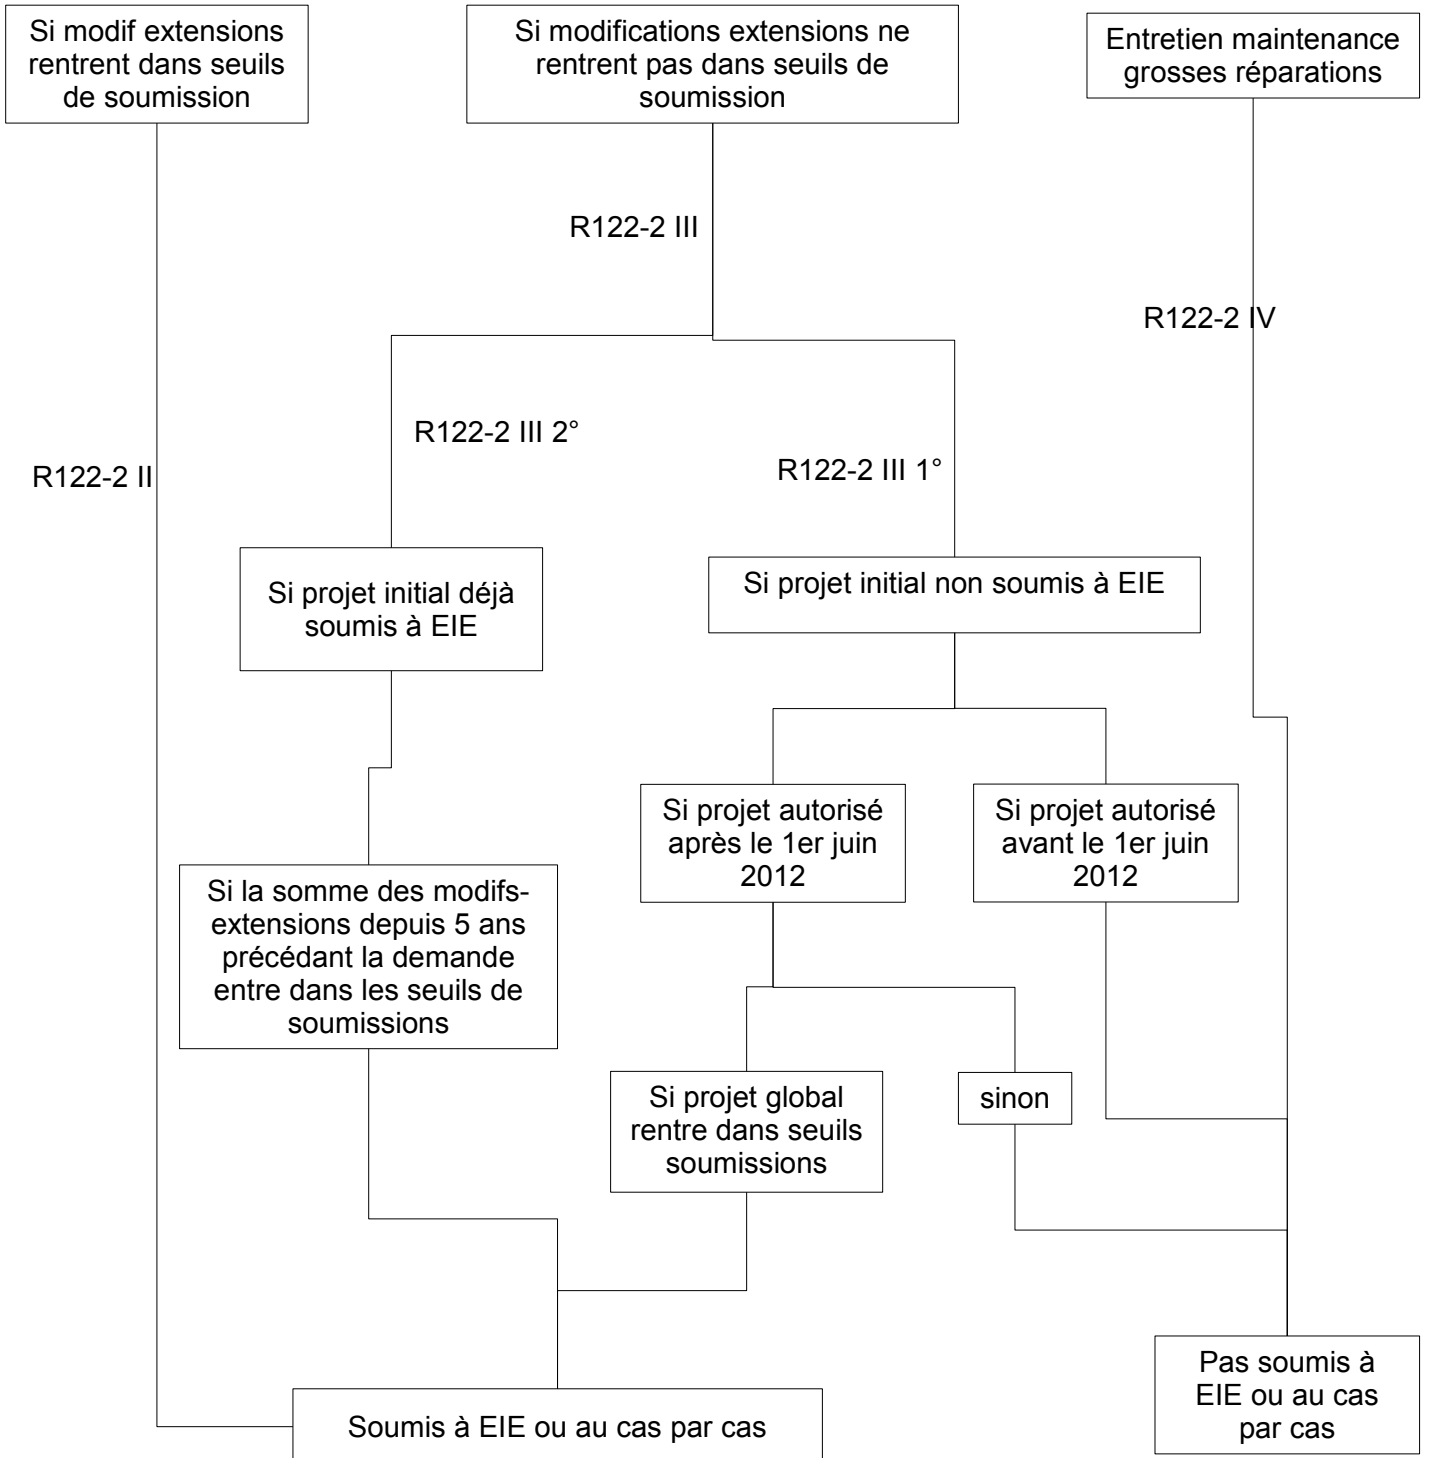 Si modif extensions
rentrent dans seuils
de soumission
Si modifications extensions ne
rentrent pas dans seuils de
soumission
Entretien maintenance
grosses réparations
R122-2 III
R122-2 IV
R122-2 III 2°
R122-2 III 1°
R122-2 II
Si projet initial déjà
soumis à EIE
Si projet initial non soumis à EIE
Si projet autorisé
après le 1er juin
2012
Si projet autorisé
avant le 1er juin
2012
Si la somme des modifs-
extensions depuis 5 ans
précédant la demande
entre dans les seuils de
soumissions
Si projet global
rentre dans seuils
soumissions
sinon
Pas soumis à
EIE ou au cas
par cas
Soumis à EIE ou au cas par cas